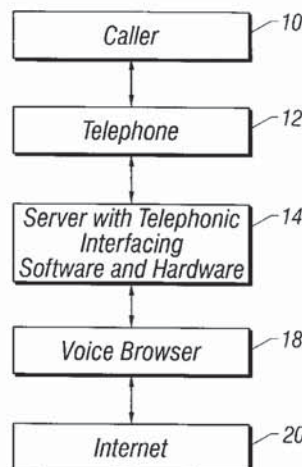 Caller 10
Telephone 12
Server with Telephonic 14
Interfacing
Software and Hardware
Voice Browser 18
Internet 20